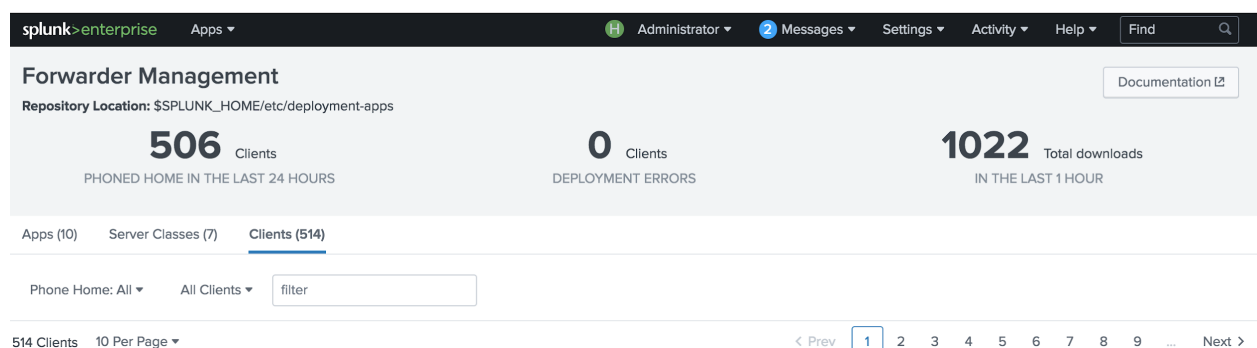 splunk>enterprise Apps H Administrator 2 Messages Settings Activity Help Find
Forwarder Management
Documentation
Repository Location: $SPLUNK_HOME/etc/deployment-apps
506 Clients 0 Clients 1022 Total downloads
PHONED HOME IN THE LAST 24 HOURS DEPLOYMENT ERRORS IN THE LAST 1 HOUR
Apps (10) Server Classes (7) Clients (514)
Phone Home: All All Clients filter
514 Clients 10 Per Page < Prev 1 2 3 4 5 6 7 8 9 ... Next >